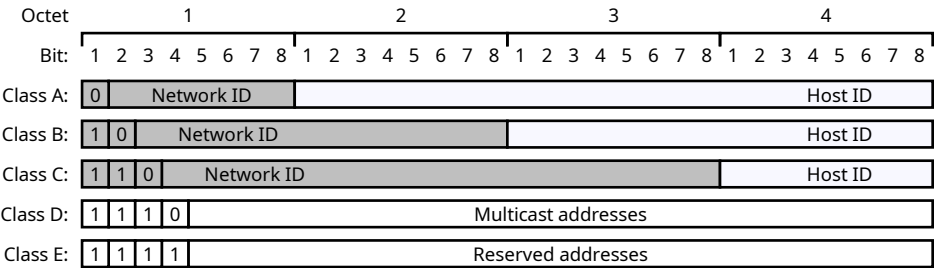 Octet 1 2 3 4
Bit: 1 2 3 4 5 6 7 8 1 2 3 4 5 6 7 8 1 2 3 4 5 6 7 8 1 2 3 4 5 6 7 8
Class A: 0 Network ID Host ID
Class B: 1 0 Network ID Host ID
Class C: 1 1 0 Network ID Host ID
Class D: 1 1 1 0 Multicast addresses
Class E: 1 1 1 1 Reserved addresses